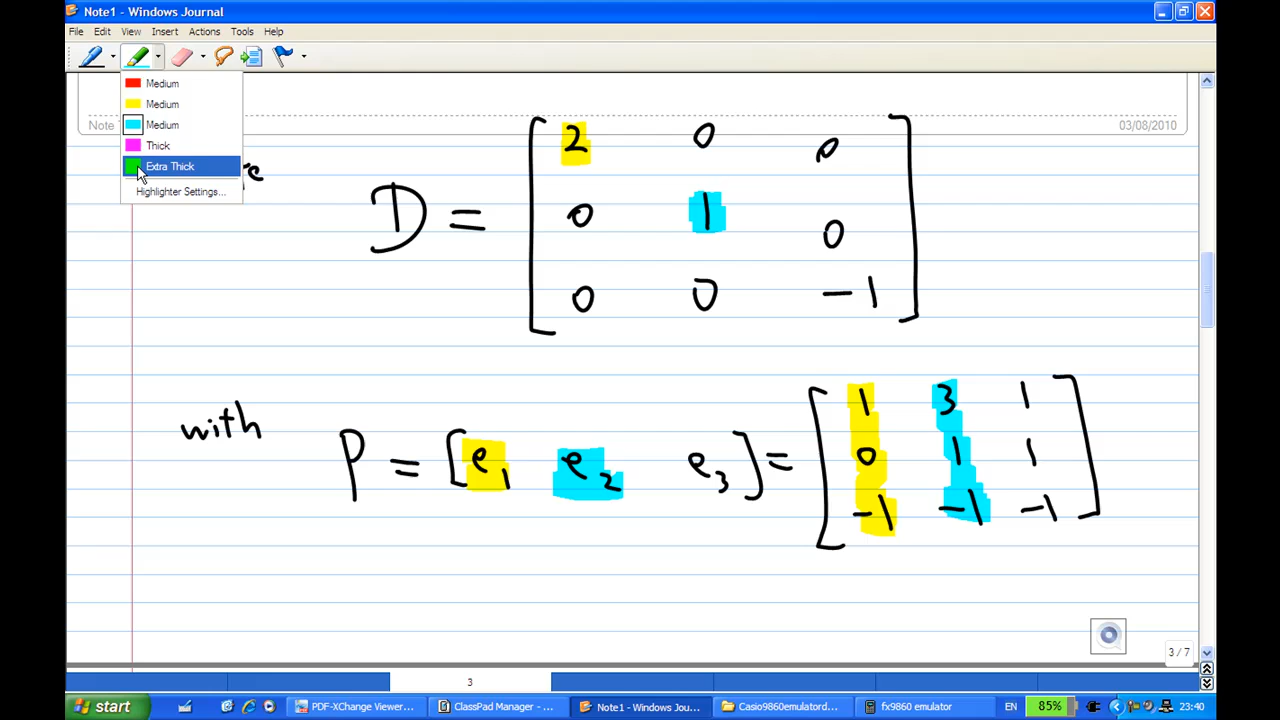 Note1 - Windows Journal
File Edit View Insert Actions Tools Help
Medium
Medium
Medium
Thick
Extra Thick
Highlighter Settings...
Note
03/08/2010
2 0 0
D = 0 1 0
0 0 -1
with
P = [e1 e2 e3] =
1 3 1
0 1 1
-1 -1 -1
3 / 7
3
start
PDF-XChange Viewer...
ClassPad Manager - ...
Note1 - Windows Jou...
Casio9860emulatord...
fx9860 emulator
EN
85%
23:40